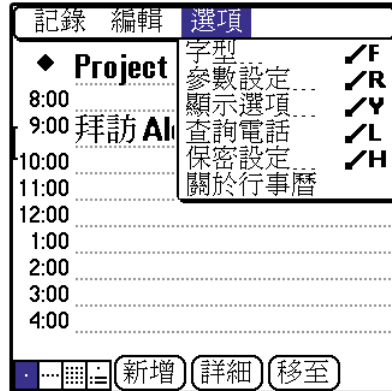 記錄 編輯 選項
字型... /F
參數設定... /R
顯示選項... /Y
查詢電話 /L
保密設定... /H
關於行事曆
◆ Project
8:00
9:00 拜訪
10:00
11:00
12:00
1:00
2:00
3:00
4:00
新增 詳細 移至